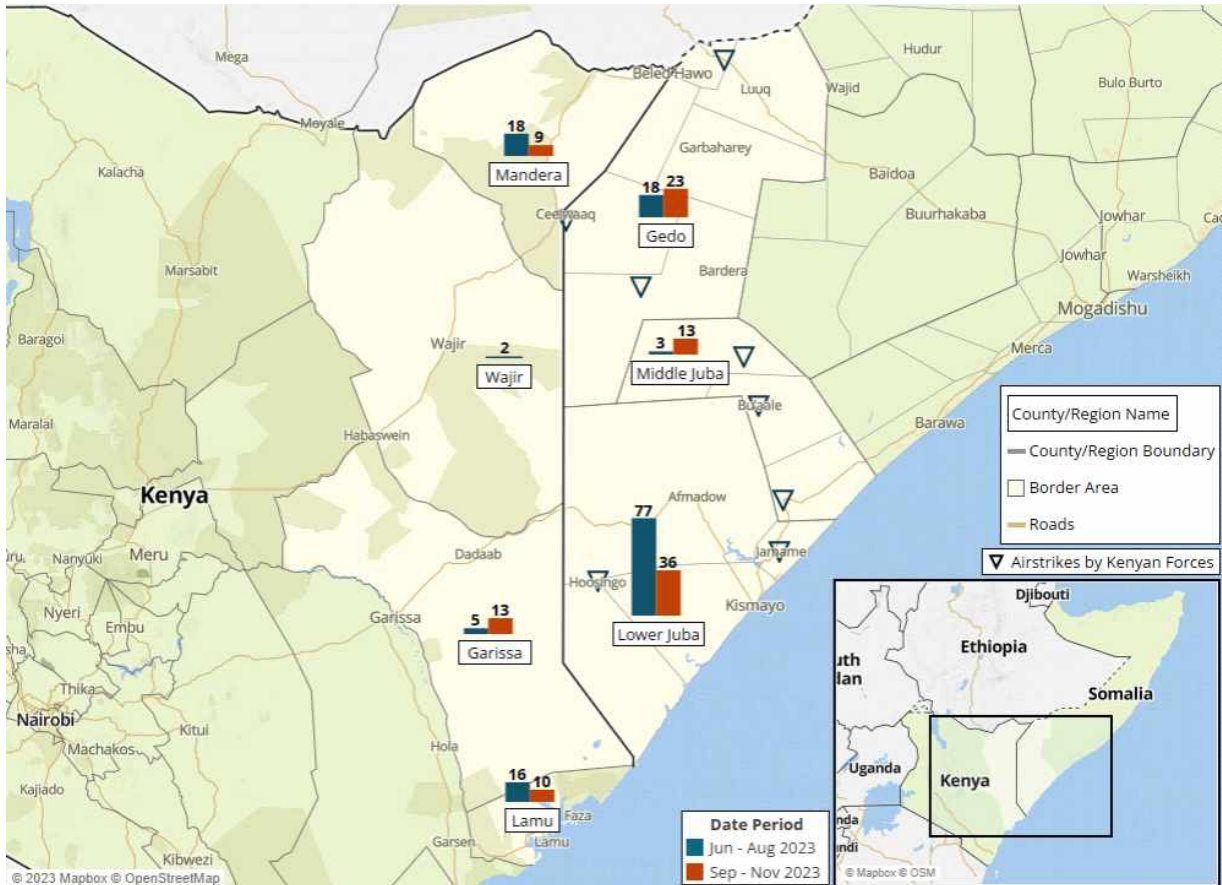 Mega
Moyale
Kalacha
Marsabit
Baragoi
Maralal
Kenya
Nanyuki
Meru
Nyeri
Embu
Thika
Nairobi
Machakos
Kitui
Kajiado
Kibwezi
Garissa
Hola
Garsen
Habaswein
Dadaab
Wajir
18
9
Mandera
2
Wajir
5
13
Garissa
16
10
Lamu
Faza
Lamu
Beled Hawo
Luuq
Garbaharey
18
23
Gedo
Bardera
3
13
Middle Juba
Bu'aale
Afmadow
77
36
Lower Juba
Hoosingo
Jamame
Kismayo
Hudur
Wajid
Bulo Burto
Baidoa
Buurhakaba
Jowhar
Jowhar
Warsheikh
Mogadishu
Merca
Barawa
County/Region Name
County/Region Boundary
Border Area
Roads
Airstrikes by Kenyan Forces
Date Period
Jun - Aug 2023
Sep - Nov 2023
Djibouti
Ethiopia
Somalia
Uganda
Kenya
© Mapbox © OSM
© 2023 Mapbox © OpenStreetMap